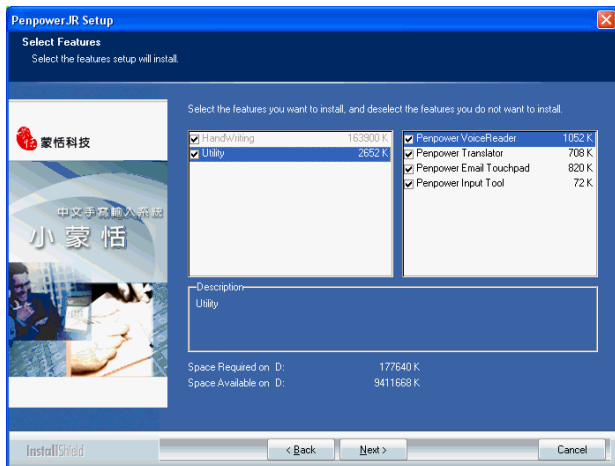 PenpowerJR Setup
Select Features
Select the features setup will install.
Select the features you want to install, and deselect the features you do not want to install.
蒙恬科技
中文手寫輸入系統
小蒙恬
HandWriting 163900 K
Utility 2652 K
Penpower VoiceReader 1052 K
Penpower Translator 708 K
Penpower Email Touchpad 820 K
Penpower Input Tool 72 K
Description
Utility
Space Required on D: 177640 K
Space Available on D: 9411668 K
InstallShield
< Back
Next >
Cancel